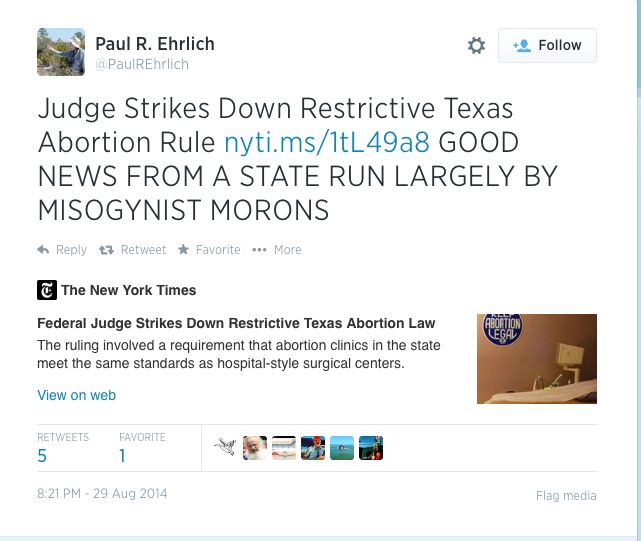 Paul R. Ehrlich
@PaulREhrlich
Follow
Judge Strikes Down Restrictive Texas
Abortion Rule nyti.ms/1tL49a8 GOOD
NEWS FROM A STATE RUN LARGELY BY
MISOGYNIST MORONS
Reply Retweet Favorite More
The New York Times
Federal Judge Strikes Down Restrictive Texas Abortion Law
The ruling involved a requirement that abortion clinics in the state
meet the same standards as hospital-style surgical centers.
KEEP
ABORTION
LEGAL
View on web
RETWEETS FAVORITE
5 1
8:21 PM - 29 Aug 2014
Flag media